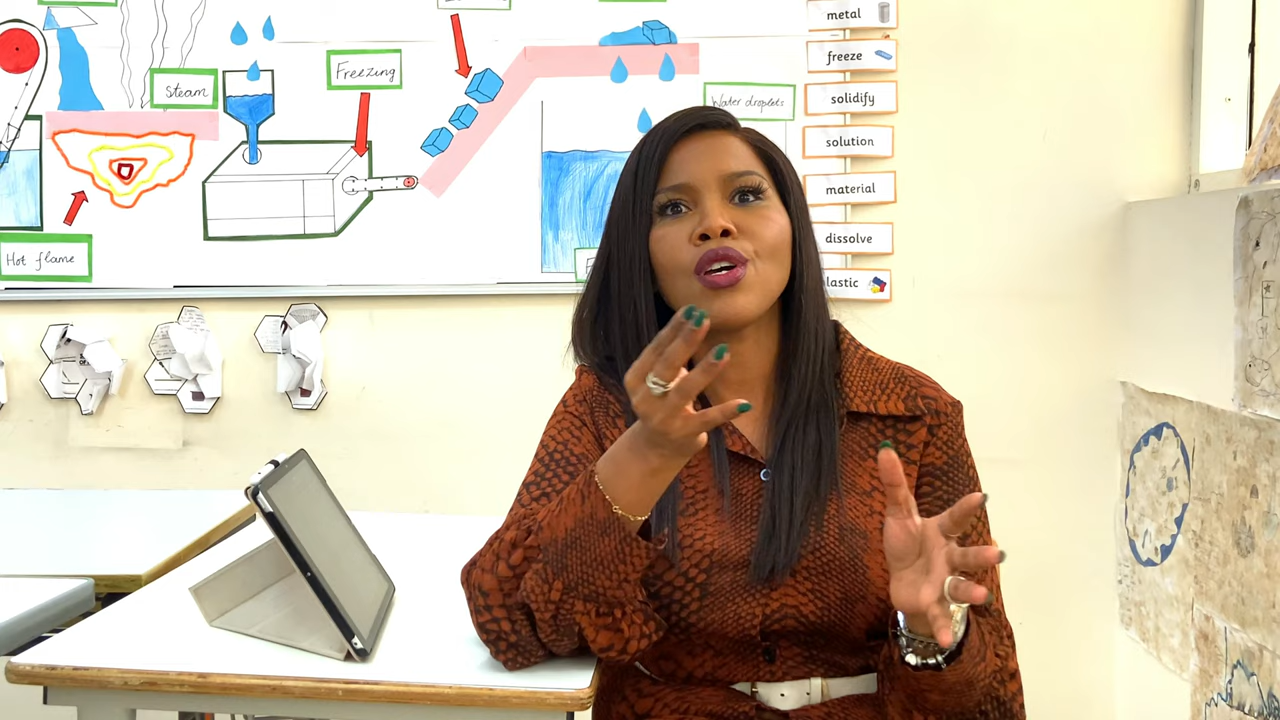 Steam
Freezing
Water droplets
Hot flame
metal
freeze
solidify
solution
material
dissolve
lastic